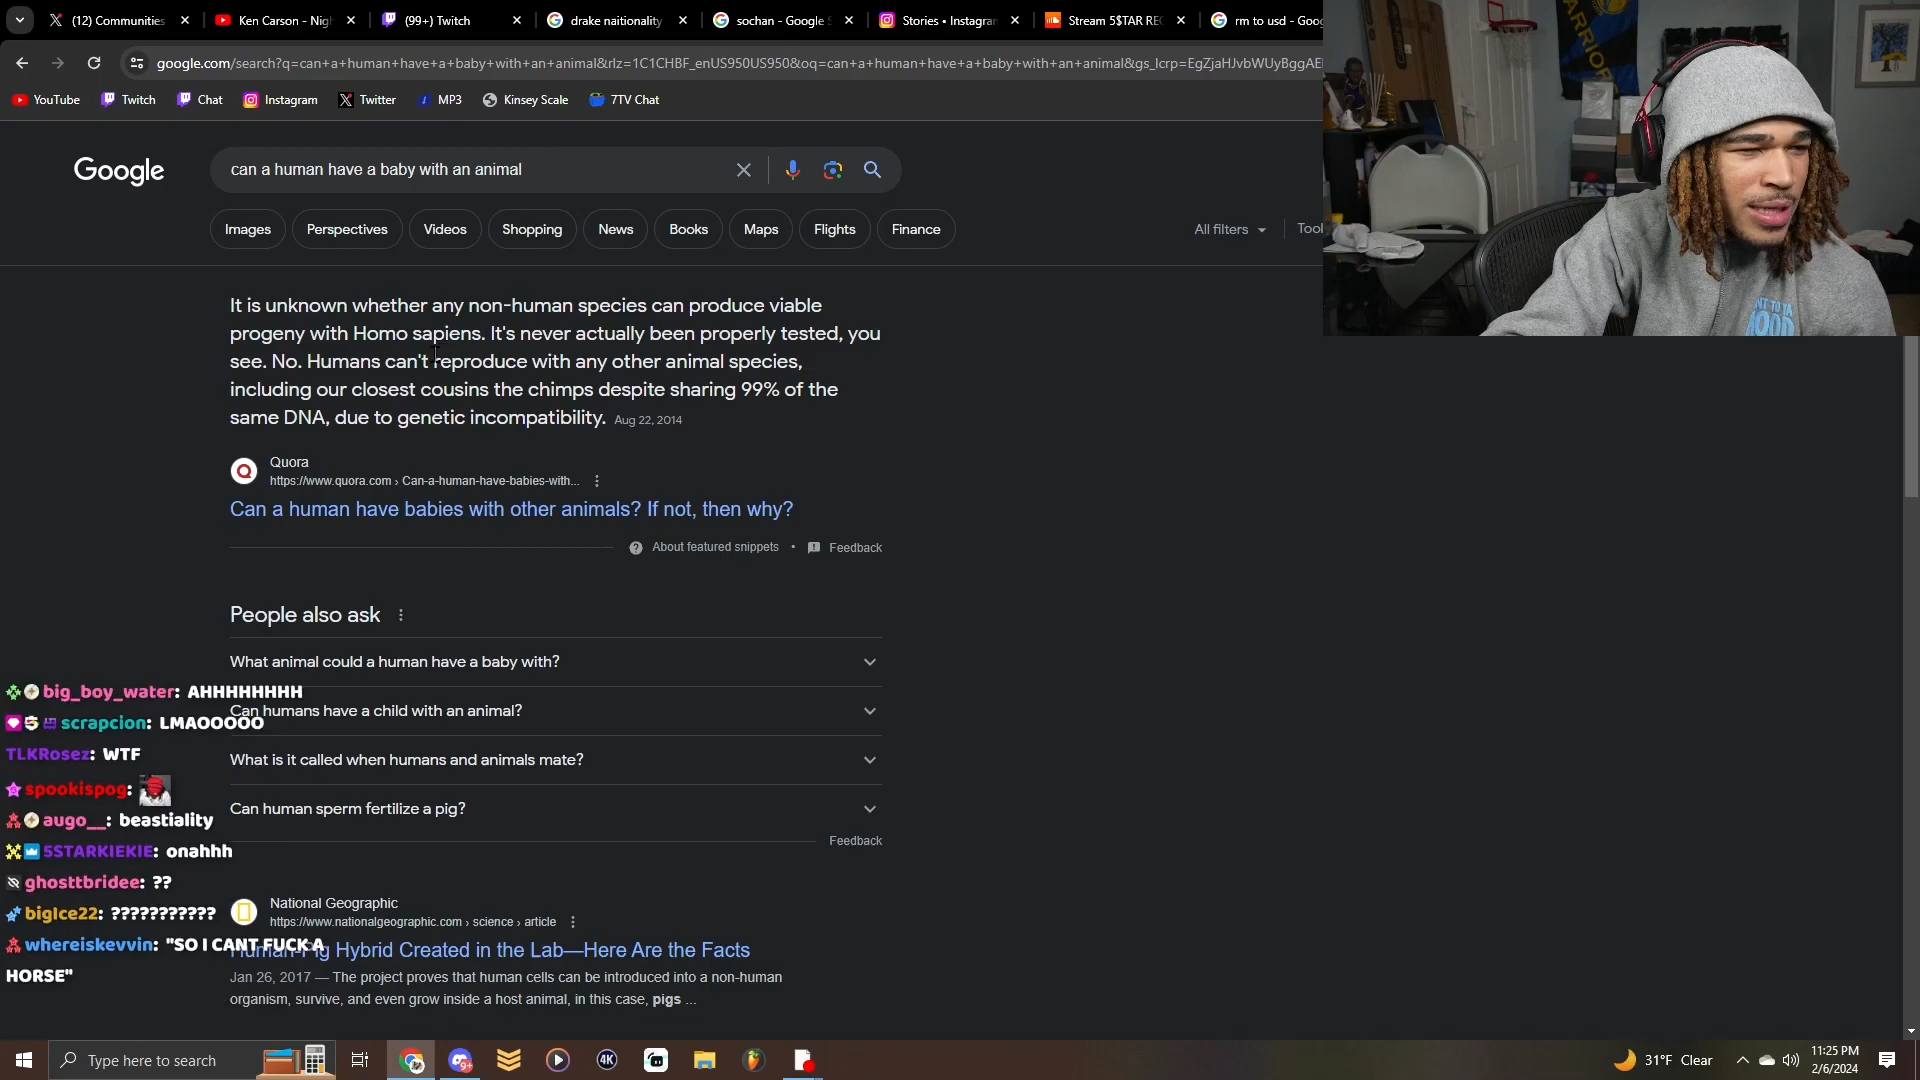 (12) Communities
Ken Carson - Nigh
(99+) Twitch
drake naitionality
sochan - Google S
Stories • Instagram
Stream 5$TAR REC
rm to usd - Goog
google.com/search?q=can+a+human+have+a+baby+with+an+animal&rlz=1C1CHBF_enUS950US950&oq=can+a+human+have+a+baby+with+an+animal&gs_lcrp=EgZjaHJvbWUyBggAE
YouTube
Twitch
Chat
Instagram
Twitter
MP3
Kinsey Scale
7TV Chat
WARRIOR
Google
can a human have a baby with an animal
Images
Perspectives
Videos
Shopping
News
Books
Maps
Flights
Finance
All filters
Tool
It is unknown whether any non-human species can produce viable
progeny with Homo sapiens. It's never actually been properly tested, you
see. No. Humans can't reproduce with any other animal species,
including our closest cousins the chimps despite sharing 99% of the
same DNA, due to genetic incompatibility. Aug 22, 2014
Quora
https://www.quora.com › Can-a-human-have-babies-with...
Can a human have babies with other animals? If not, then why?
About featured snippets • Feedback
People also ask
What animal could a human have a baby with?
big_boy_water: AHHHHHHHH
Can humans have a child with an animal?
scrapcion: LMAOOOOO
TLKRosez: WTF
What is it called when humans and animals mate?
spookispog:
Can human sperm fertilize a pig?
augo__: beastiality
Feedback
5STARKIEKIE: onahhh
ghosttbridee: ??
National Geographic
bigIce22: ???????????
https://www.nationalgeographic.com › science › article
whereiskevvin: "SO I CANT FUCK A
HORSE"
Human-Pig Hybrid Created in the Lab—Here Are the Facts
Jan 26, 2017 — The project proves that human cells can be introduced into a non-human
organism, survive, and even grow inside a host animal, in this case, pigs ...
Type here to search
9+
4K
31°F Clear
11:25 PM
2/6/2024